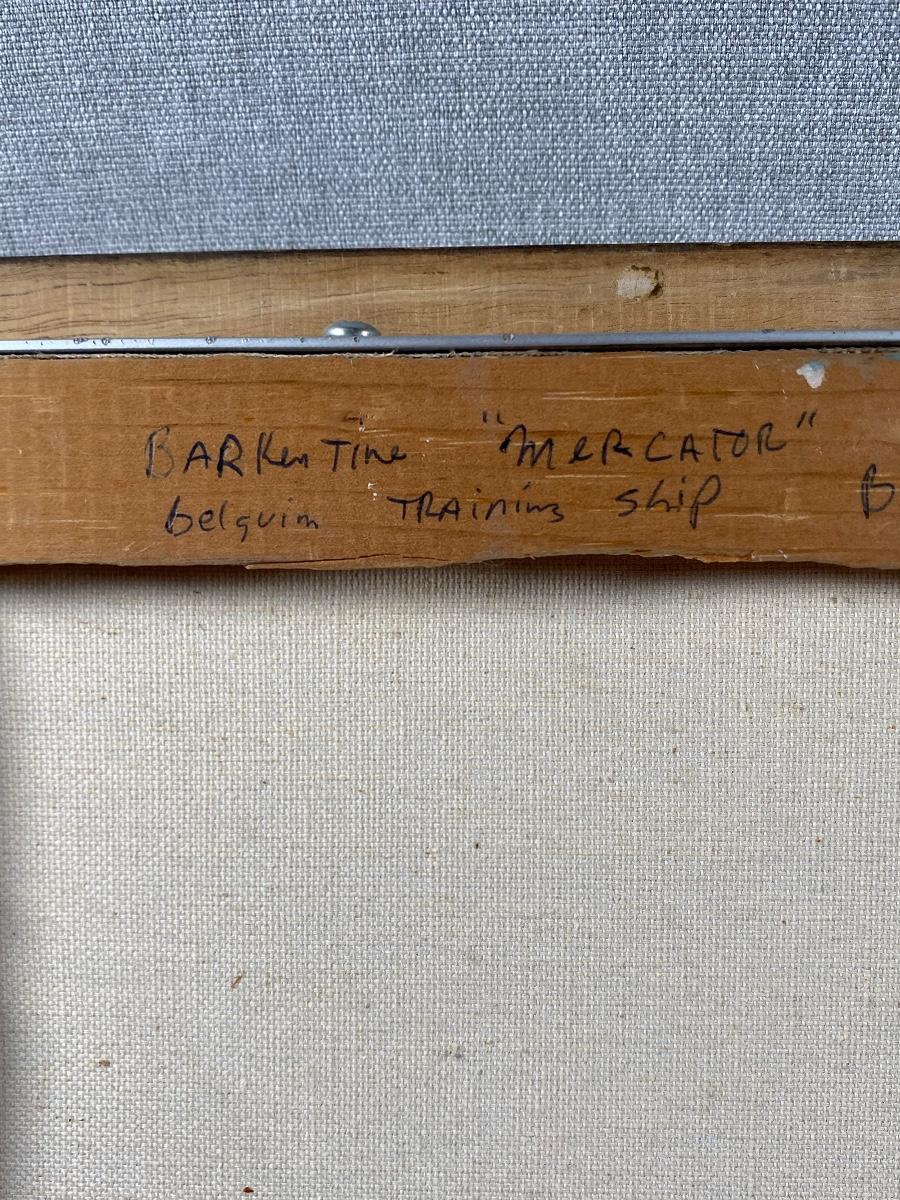 BARKenTine "MERCATOR" B
belguim TRAining ship